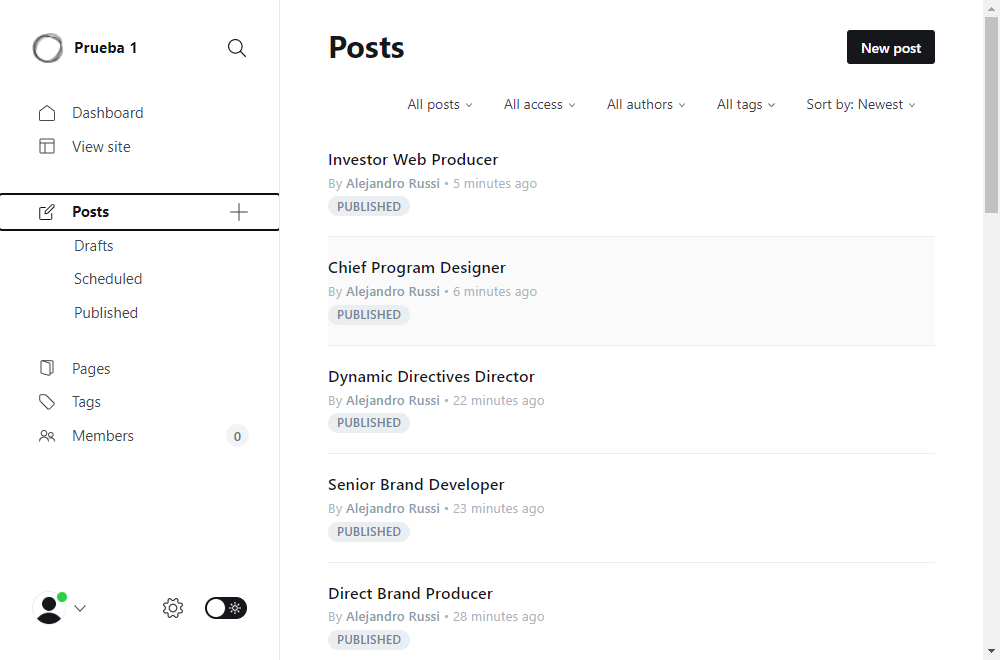 Prueba 1
Dashboard
View site
Posts
Drafts
Scheduled
Published
Pages
Tags
Members 0
Posts
New post
All posts All access All authors All tags Sort by: Newest
Investor Web Producer
By Alejandro Russi • 5 minutes ago
PUBLISHED
Chief Program Designer
By Alejandro Russi • 6 minutes ago
PUBLISHED
Dynamic Directives Director
By Alejandro Russi • 22 minutes ago
PUBLISHED
Senior Brand Developer
By Alejandro Russi • 23 minutes ago
PUBLISHED
Direct Brand Producer
By Alejandro Russi • 28 minutes ago
PUBLISHED